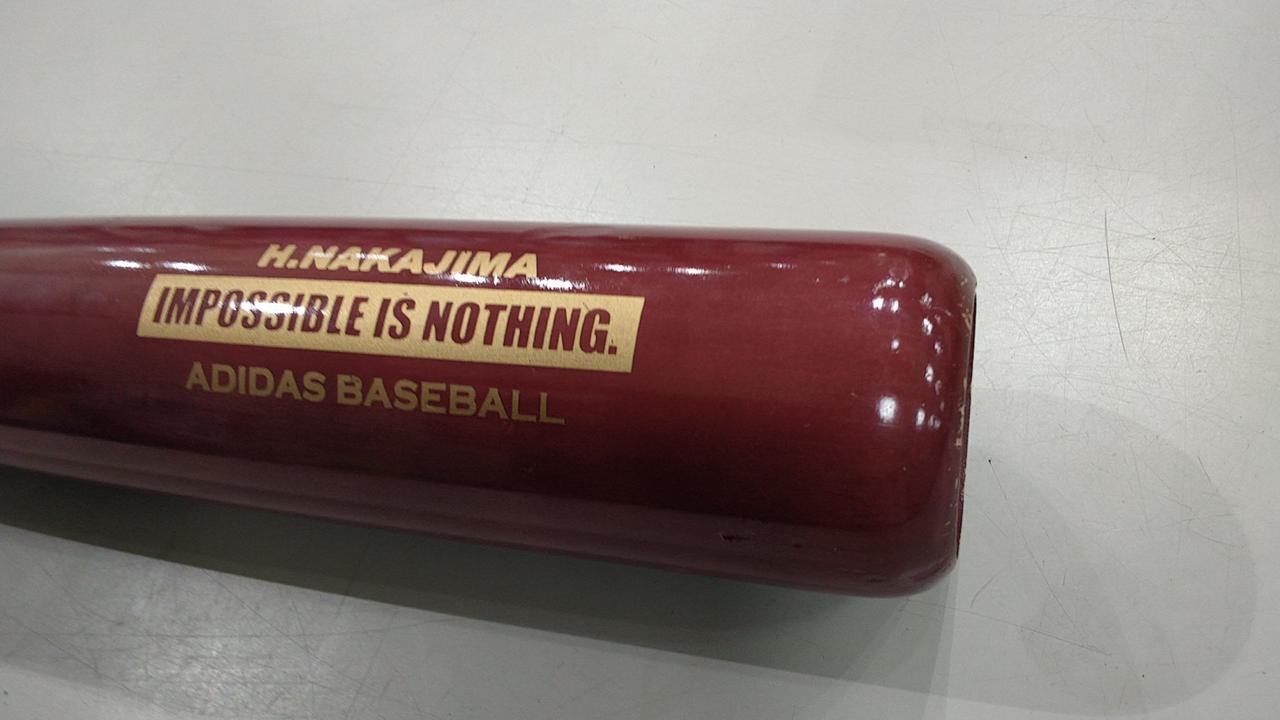 H.NAKAJIMA
IMPOSSIBLE IS NOTHING.
ADIDAS BASEBALL